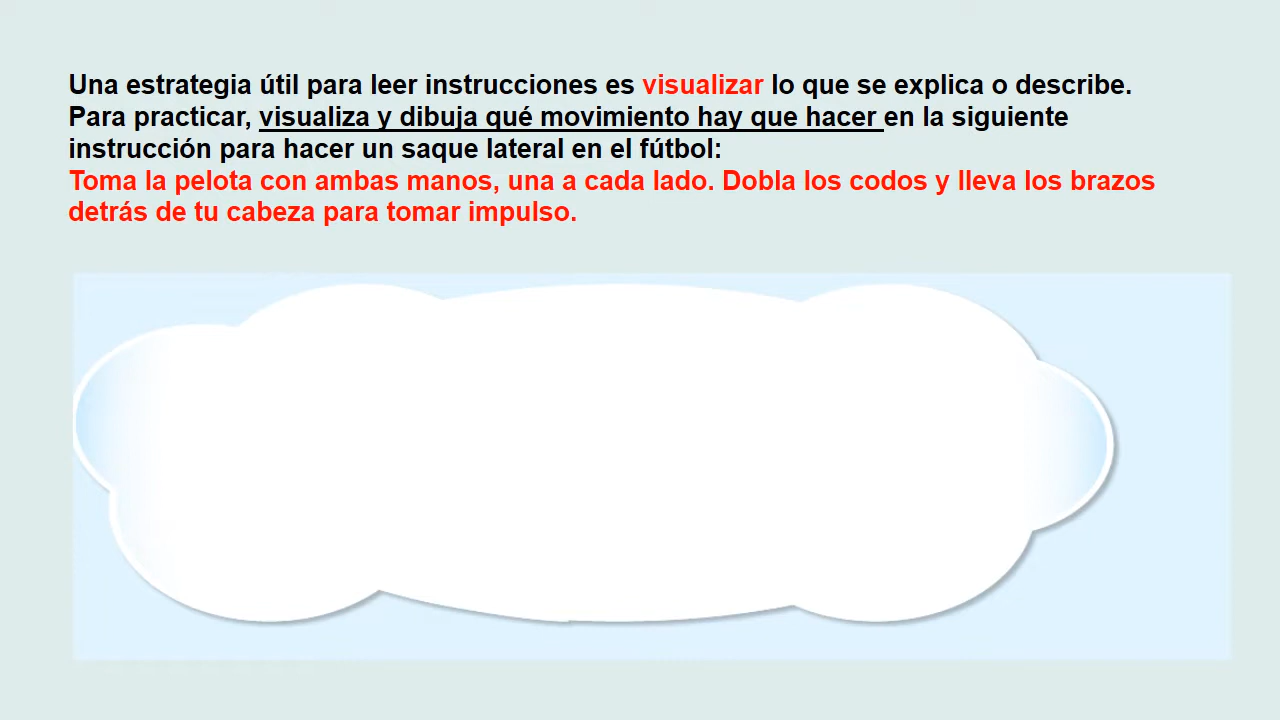 Una estrategia útil para leer instrucciones es visualizar lo que se explica o describe.
Para practicar, visualiza y dibuja qué movimiento hay que hacer en la siguiente
instrucción para hacer un saque lateral en el fútbol:
Toma la pelota con ambas manos, una a cada lado. Dobla los codos y lleva los brazos
detrás de tu cabeza para tomar impulso.